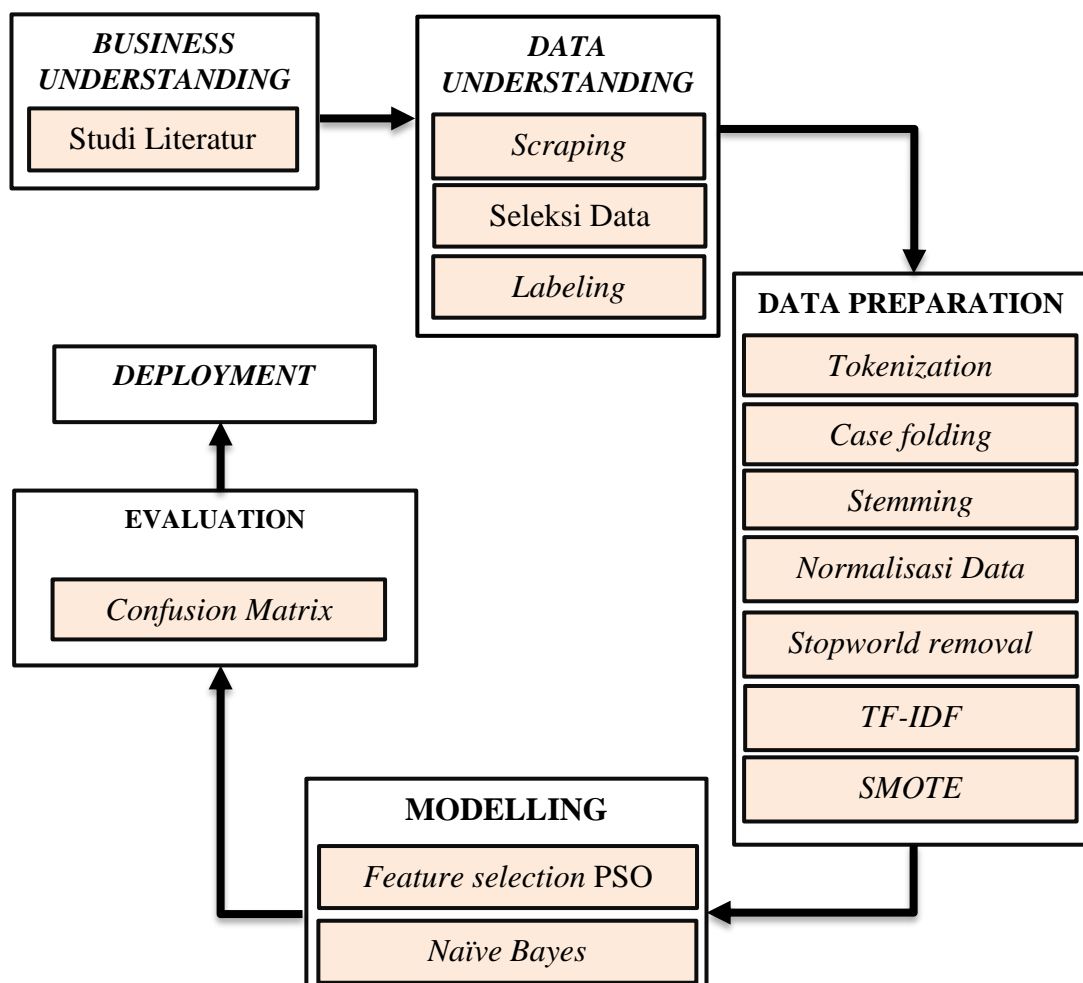 BUSINESS
UNDERSTANDING
Studi Literatur
DATA
UNDERSTANDING
Scraping
Seleksi Data
Labeling
DATA PREPARATION
Tokenization
Case folding
Stemming
Normalisasi Data
Stopworld removal
TF-IDF
SMOTE
MODELLING
Feature selection PSO
Naïve Bayes
EVALUATION
Confusion Matrix
DEPLOYMENT